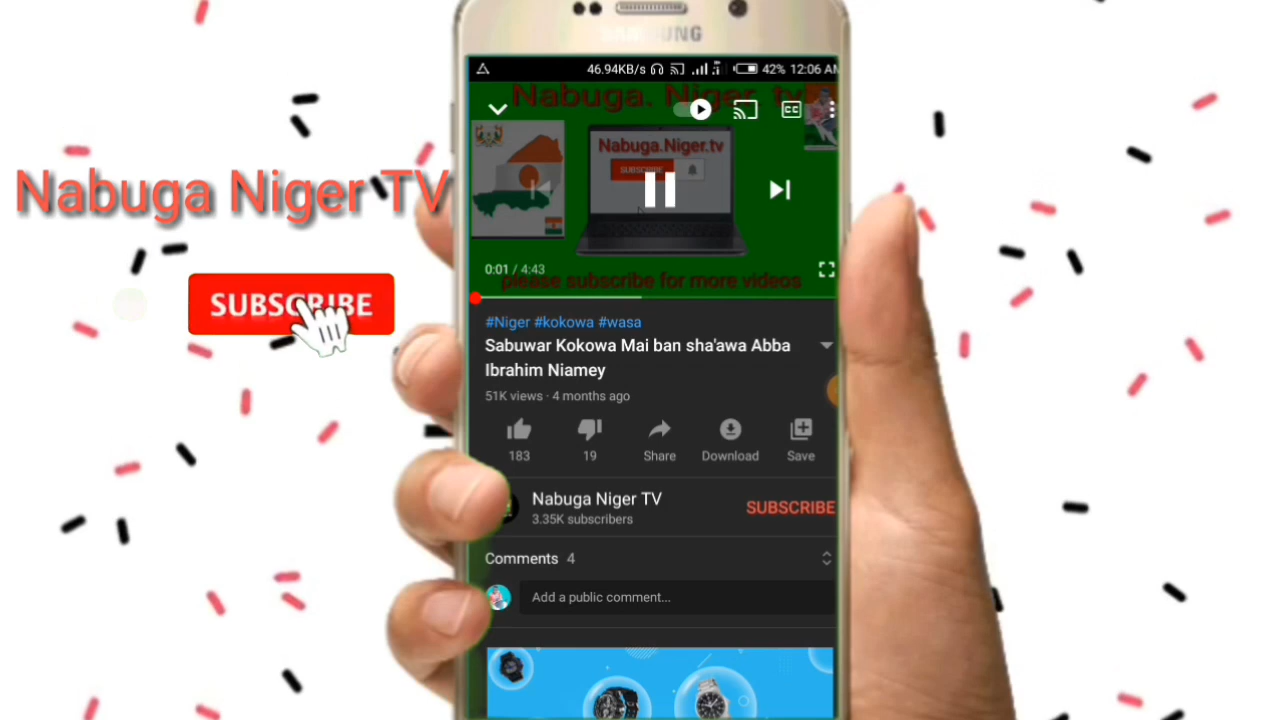 SAMSUNG
46.94KB/s 42% 12:06 AM
Nabuga. Niger. tv
CC
Nabuga.Niger.tv
SUBSCRIBE
Nabuga Niger TV
0:01 / 4:43
please subscribe for more videos
SUBSCRIBE
#Niger #kokowa #wasa
Sabuwar Kokowa Mai ban sha'awa Abba
Ibrahim Niamey
51K views · 4 months ago
183 19 Share Download Save
Nabuga Niger TV
3.35K subscribers
SUBSCRIBE
Comments 4
Add a public comment...